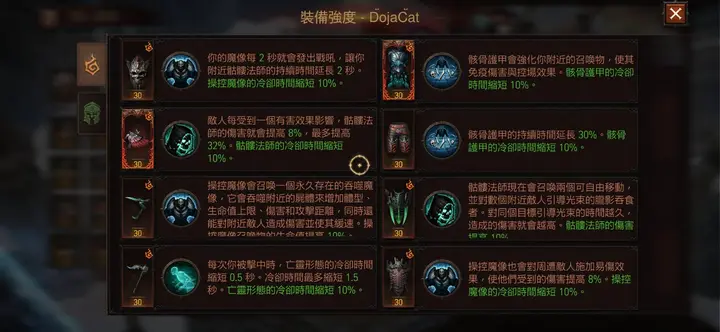 裝備強度 - DojaCat
你的魔像每 2 秒就會發出戰吼，讓你
附近骷髏法師的持續時間延長 2 秒。
操控魔像的冷卻時間縮短 10%。
30
骸骨護甲會強化你附近的召喚物，使其
免疫傷害與控場效果。骸骨護甲的冷卻
時間縮短 10%。
30
敵人每受到一個有害效果影響，骷髏法
師的傷害就會提高 8%，最多提高
32%。骷髏法師的冷卻時間縮短
10%。
30
骸骨護甲的持續時間延長 30%。骸骨
護甲的冷卻時間縮短 10%。
30
操控魔像會召喚一個永久存在的吞噬魔
像，它會吞噬附近的屍體來增加體型、
生命值上限、傷害和攻擊距離，同時還
能對附近敵人造成傷害並使其緩速。操
控魔像召喚物的生命值提高 10%。
30
骷髏法師現在會召喚兩個可自由移動，
並對數個附近敵人引導光束的膽影吞食
者。對同個目標引導光束的時間越久，
造成的傷害就會越高。骷髏法師的傷害
提高 10%。
30
每次你被擊中時，亡靈形態的冷卻時間
縮短 0.5 秒。冷卻時間最多縮短 1.5
秒。亡靈形態的冷卻時間縮短 10%。
30
操控魔像也會對周遭敵人施加易傷效
果，使他們受到的傷害提高 8%。操控
魔像的冷卻時間縮短 10%。
30